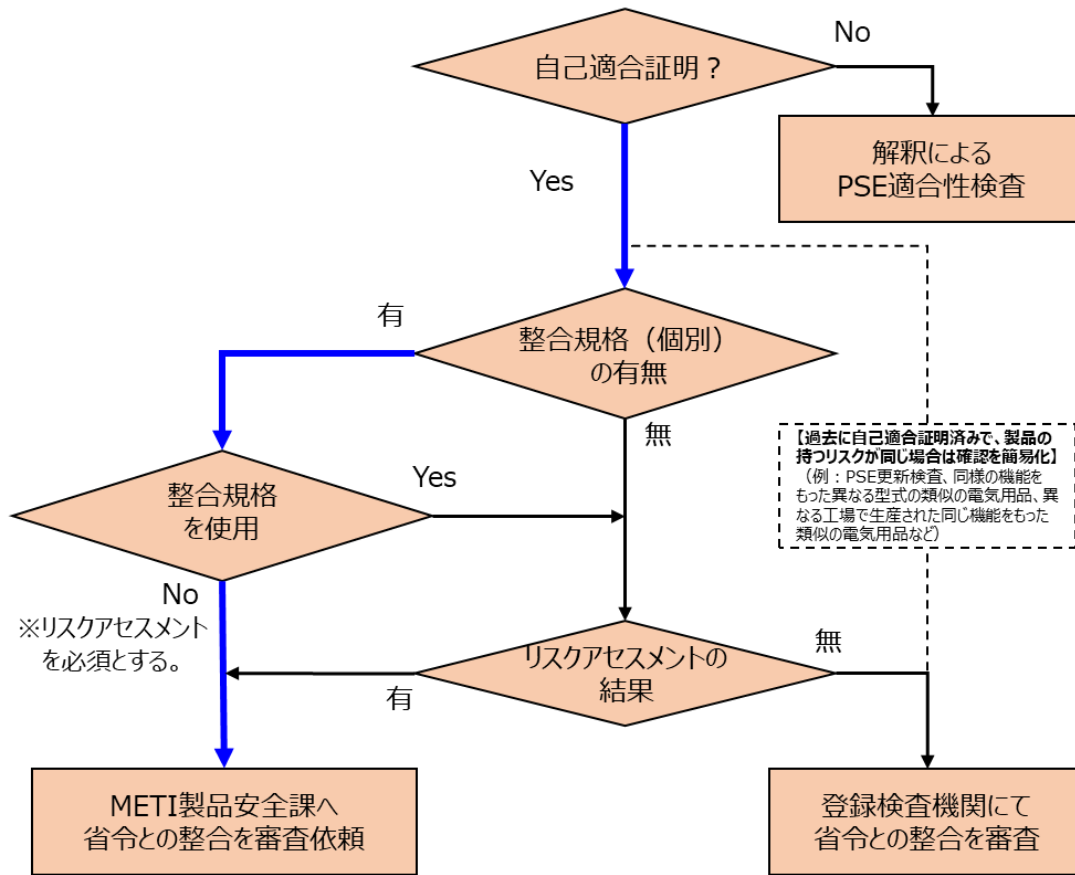 自己適合証明？
No
解釈による
PSE適合性検査
Yes
有
整合規格（個別）
の有無
無
【過去に自己適合証明済みで、製品の
持つリスクが同じ場合は確認を簡易化】
（例：PSE更新検査、同様の機能を
もった異なる型式の類似の電気用品、異
なる工場で生産された同じ機能をもった
類似の電気用品など）
整合規格
を使用
Yes
No
※リスクアセスメント
を必須とする。
リスクアセスメントの
結果
無
有
METI製品安全課へ
省令との整合を審査依頼
登録検査機関にて
省令との整合を審査